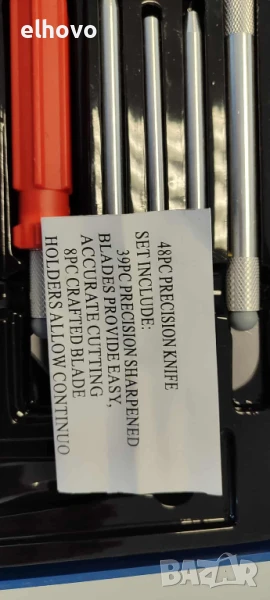 elhovo
48PC PRECISION KNIFE
SET INCLUDE:
39PC PRECISION SHARPENED
BLADES PROVIDE EASY,
ACCURATE CUTTING
8PC CRAFTED BLADE
HOLDERS ALLOW CONTINUO
BAZAR